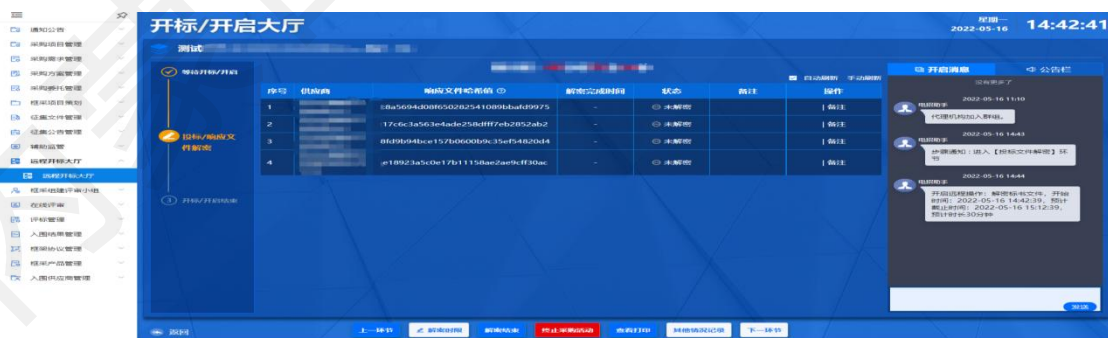 通知公告
采购项目管理
采购需求管理
采购方案管理
采购委托管理
框采项目策划
征集文件管理
征集公告管理
辅助监管
远程开标大厅
远程开标大厅
框采组建评审小组
在线评审
评标管理
入围结果管理
框采协议管理
框采产品管理
入围供应商管理
开标/开启大厅
星期一
2022-05-16
14:42:41
测试
等待开标/开启
投标/响应文件解密
3 开标/开启结束
自动刷新 手动刷新
序号 供应商 响应文件哈希值 解密完成时间 状态 备注 操作
1 :8a5694d08f650282541089bbafd9975 - 未解密 | 备注
2 :17c6c3a563e4ade258dfff7eb2852ab2 - 未解密 | 备注
3 8fd9b94bce157b0600b9c35ef54820d4 - 未解密 | 备注
4 e18923a5c0e17b11158ae2ae9cff30ac - 未解密 | 备注
开启消息 公告栏
没有更多了
2022-05-16 11:10
代理机构加入群组。
2022-05-16 14:43
步骤通知:进入【投标文件解密】环节
2022-05-16 14:44
开启远程操作:解密标书文件,开始
时间:2022-05-16 14:42:39,预计
截止时间:2022-05-16 15:12:39,
预计时长30分钟
发送
返回
上一环节 解密时限 解密结束 终止采购活动 查看打印 其他情况记录 下一环节